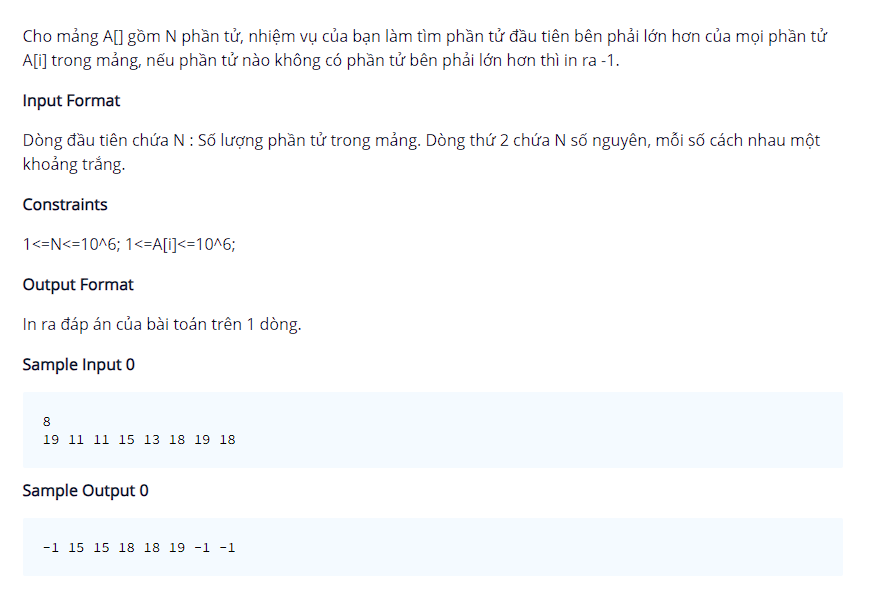 Cho mảng A[] gồm N phần tử, nhiệm vụ của bạn làm tìm phần tử đầu tiên bên phải lớn hơn của mọi phần tử
A[i] trong mảng, nếu phần tử nào không có phần tử bên phải lớn hơn thì in ra -1.
Input Format
Dòng đầu tiên chứa N : Số lượng phần tử trong mảng. Dòng thứ 2 chứa N số nguyên, mỗi số cách nhau một
khoảng trắng.
Constraints
1<=N<=10^6; 1<=A[i]<=10^6;
Output Format
In ra đáp án của bài toán trên 1 dòng.
Sample Input 0
8
19 11 11 15 13 18 19 18
Sample Output 0
-1 15 15 18 18 19 -1 -1